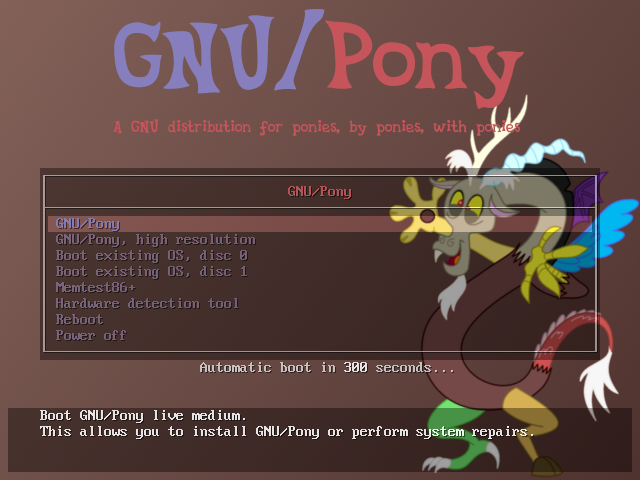 GNU/Pony
A GNU distribution for ponies, by ponies, with ponies
GNU/Pony
GNU/Pony
GNU/Pony, high resolution
Boot existing OS, disc 0
Boot existing OS, disc 1
Memtest86+
Hardware detection tool
Reboot
Power off
Automatic boot in 300 seconds...
Boot GNU/Pony live medium.
This allows you to install GNU/Pony or perform system repairs.